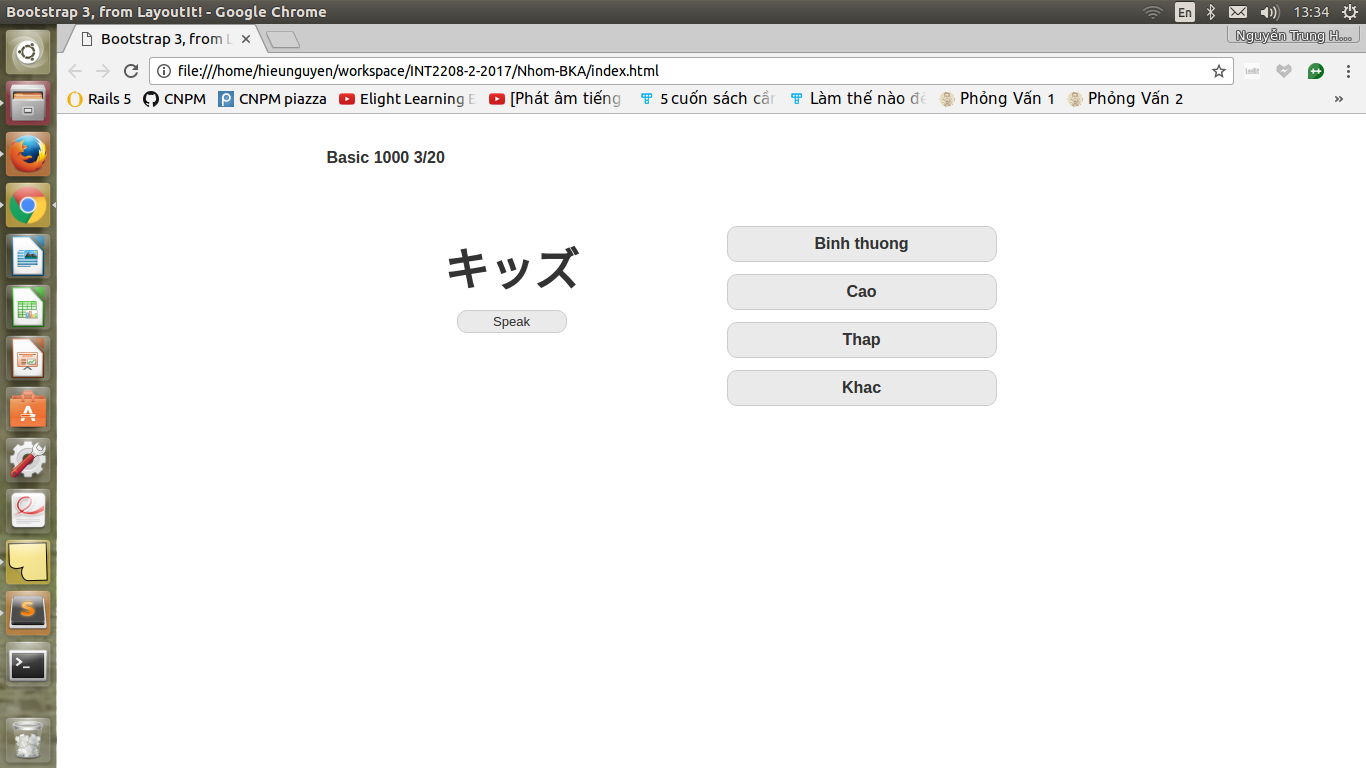 Bootstrap 3, from LayoutIt! - Google Chrome
En
13:34
Bootstrap 3, from L
Nguyễn Trung H...
file:///home/hieunguyen/workspace/INT2208-2-2017/Nhom-BKA/index.html
Rails 5 CNPM CNPM piazza Elight Learning E [Phát âm tiếng 5 cuốn sách cần Làm thế nào để Phỏng Vấn 1 Phỏng Vấn 2 »
Basic 1000 3/20
キッズ
Speak
Binh thuong
Cao
Thap
Khac